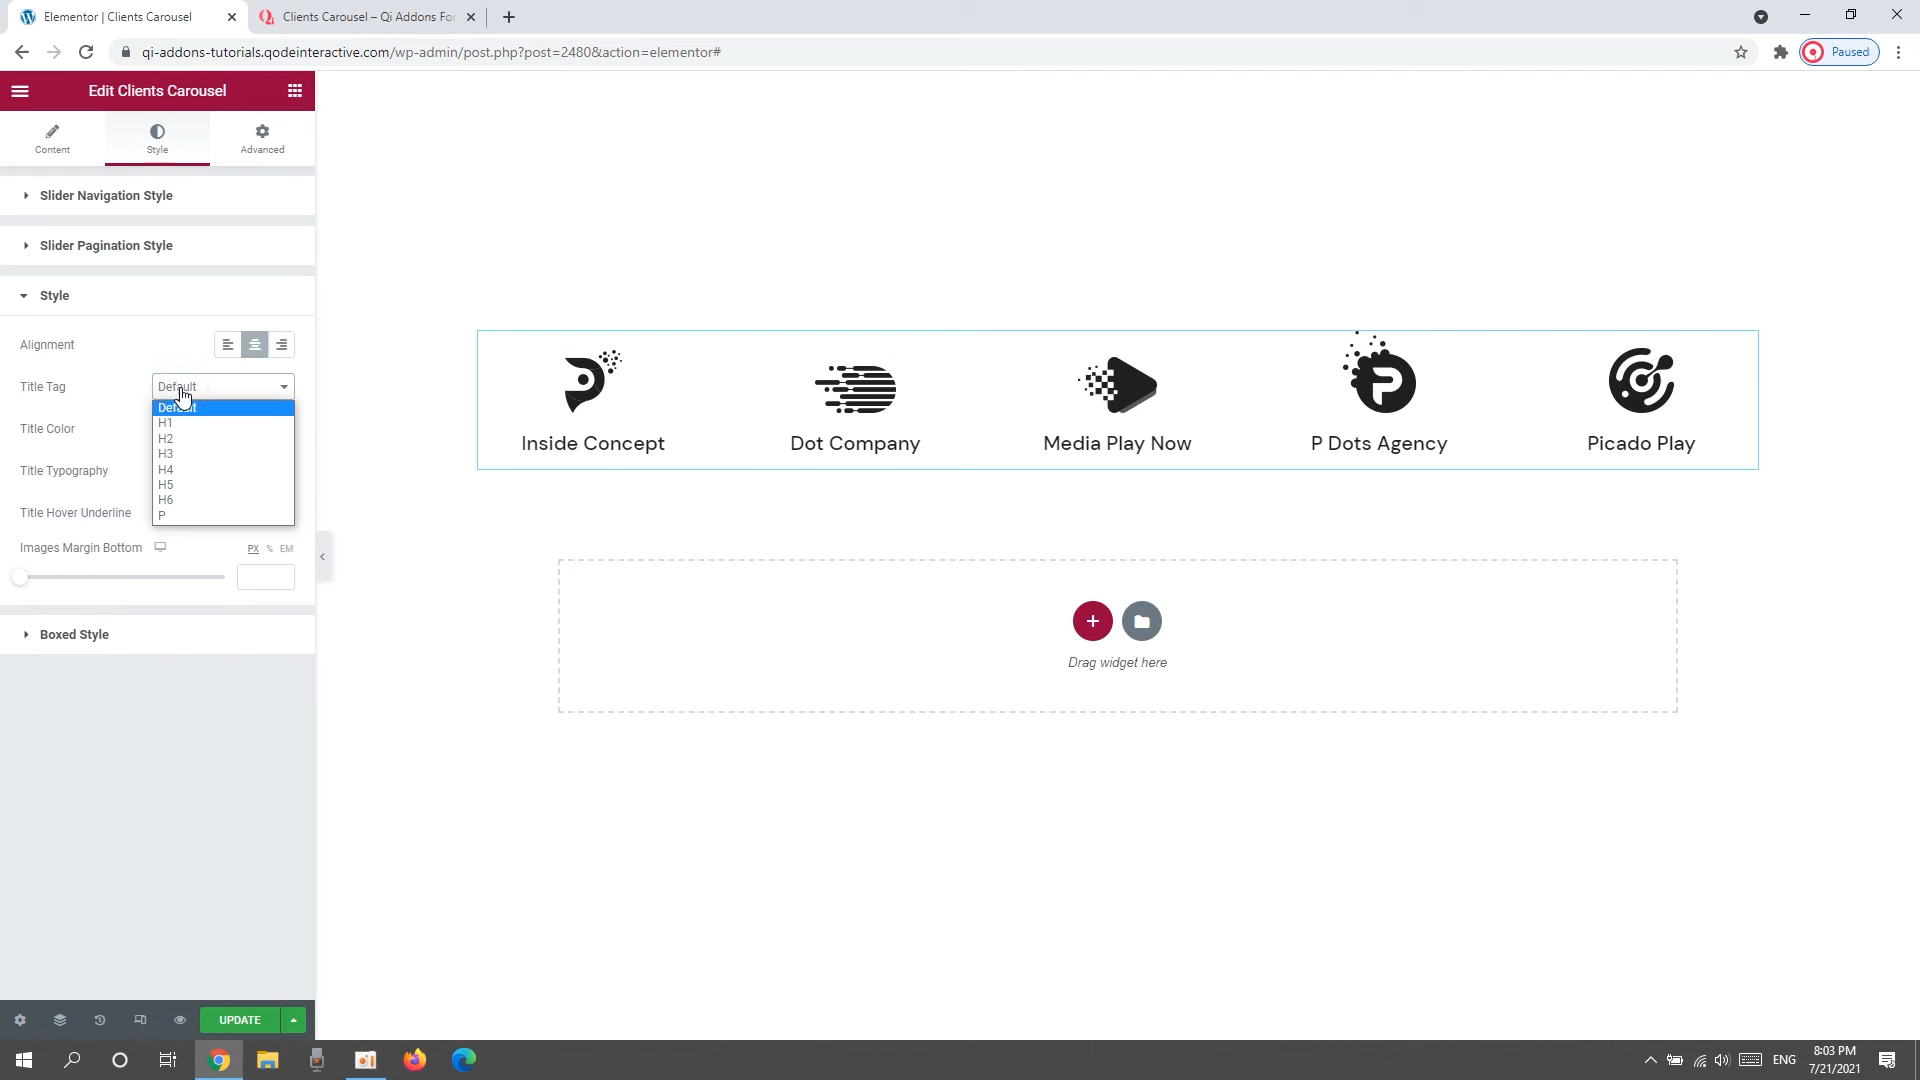 Elementor | Clients Carousel
Clients Carousel – Qi Addons For
qi-addons-tutorials.qodeinteractive.com/wp-admin/post.php?post=2480&action=elementor#
Paused
Edit Clients Carousel
Content
Style
Advanced
Slider Navigation Style
Slider Pagination Style
Style
Alignment
Title Tag
Default
Default
H1
H2
H3
H4
H5
H6
P
Title Color
Title Typography
Title Hover Underline
Images Margin Bottom
PX % EM
Boxed Style
Inside Concept
Dot Company
Media Play Now
P Dots Agency
Picado Play
Drag widget here
UPDATE
ENG
8:03 PM
7/21/2021